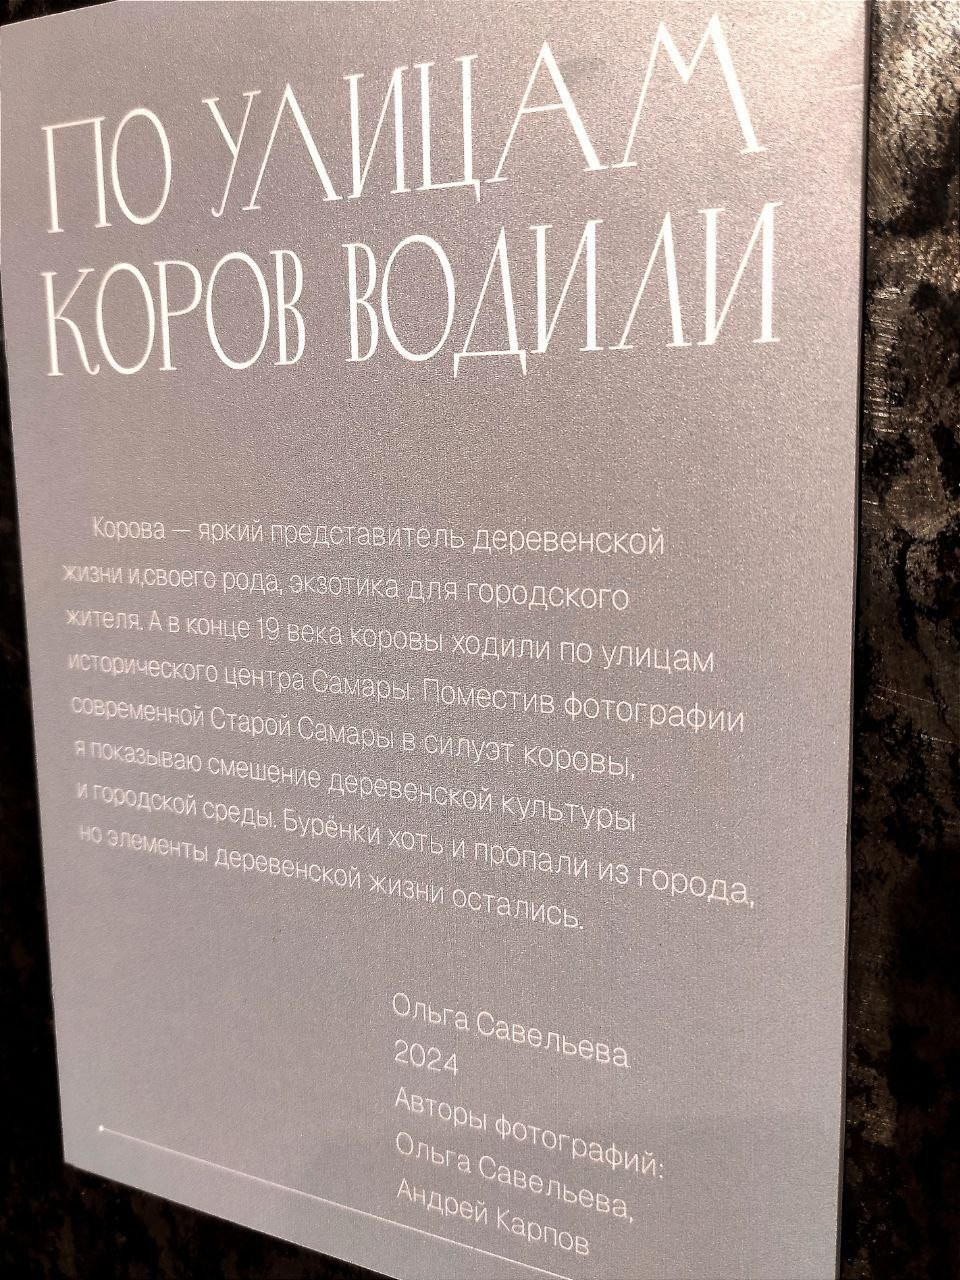 ПО УЛИЦАМ
КОРОВ ВОДИЛИ
Корова — яркий представитель деревенской
жизни и,своего рода, экзотика для городского
жителя. А в конце 19 века коровы ходили по улицам
исторического центра Самары. Поместив фотографии
современной Старой Самары в силуэт коровы,
я показываю смешение деревенской культуры
и городской среды. Бурёнки хоть и пропали из города,
но элементы деревенской жизни остались.
Ольга Савельева
2024
Авторы фотографий:
Ольга Савельева,
Андрей Карпов